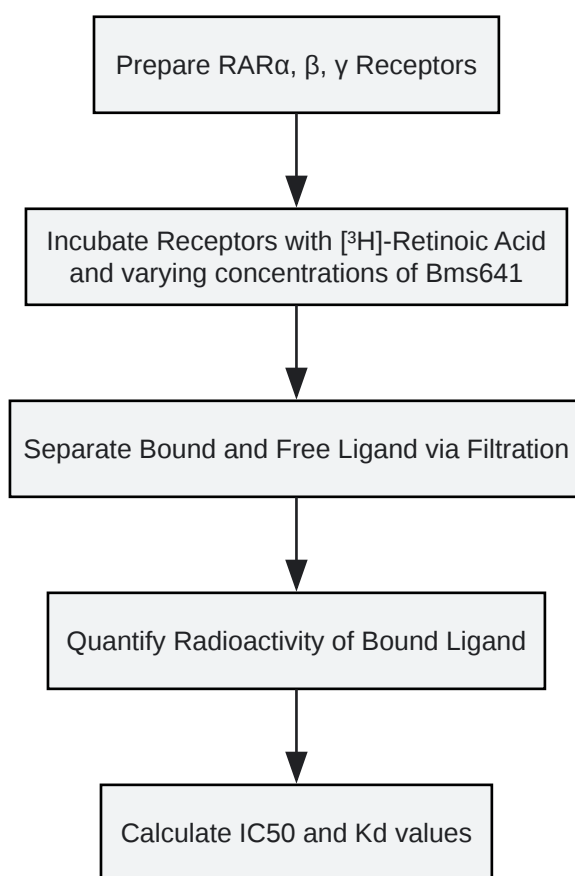 Prepare RARα, β, γ Receptors
Incubate Receptors with [³H]-Retinoic Acid
and varying concentrations of Bms641
Separate Bound and Free Ligand via Filtration
Quantify Radioactivity of Bound Ligand
Calculate IC50 and Kd values